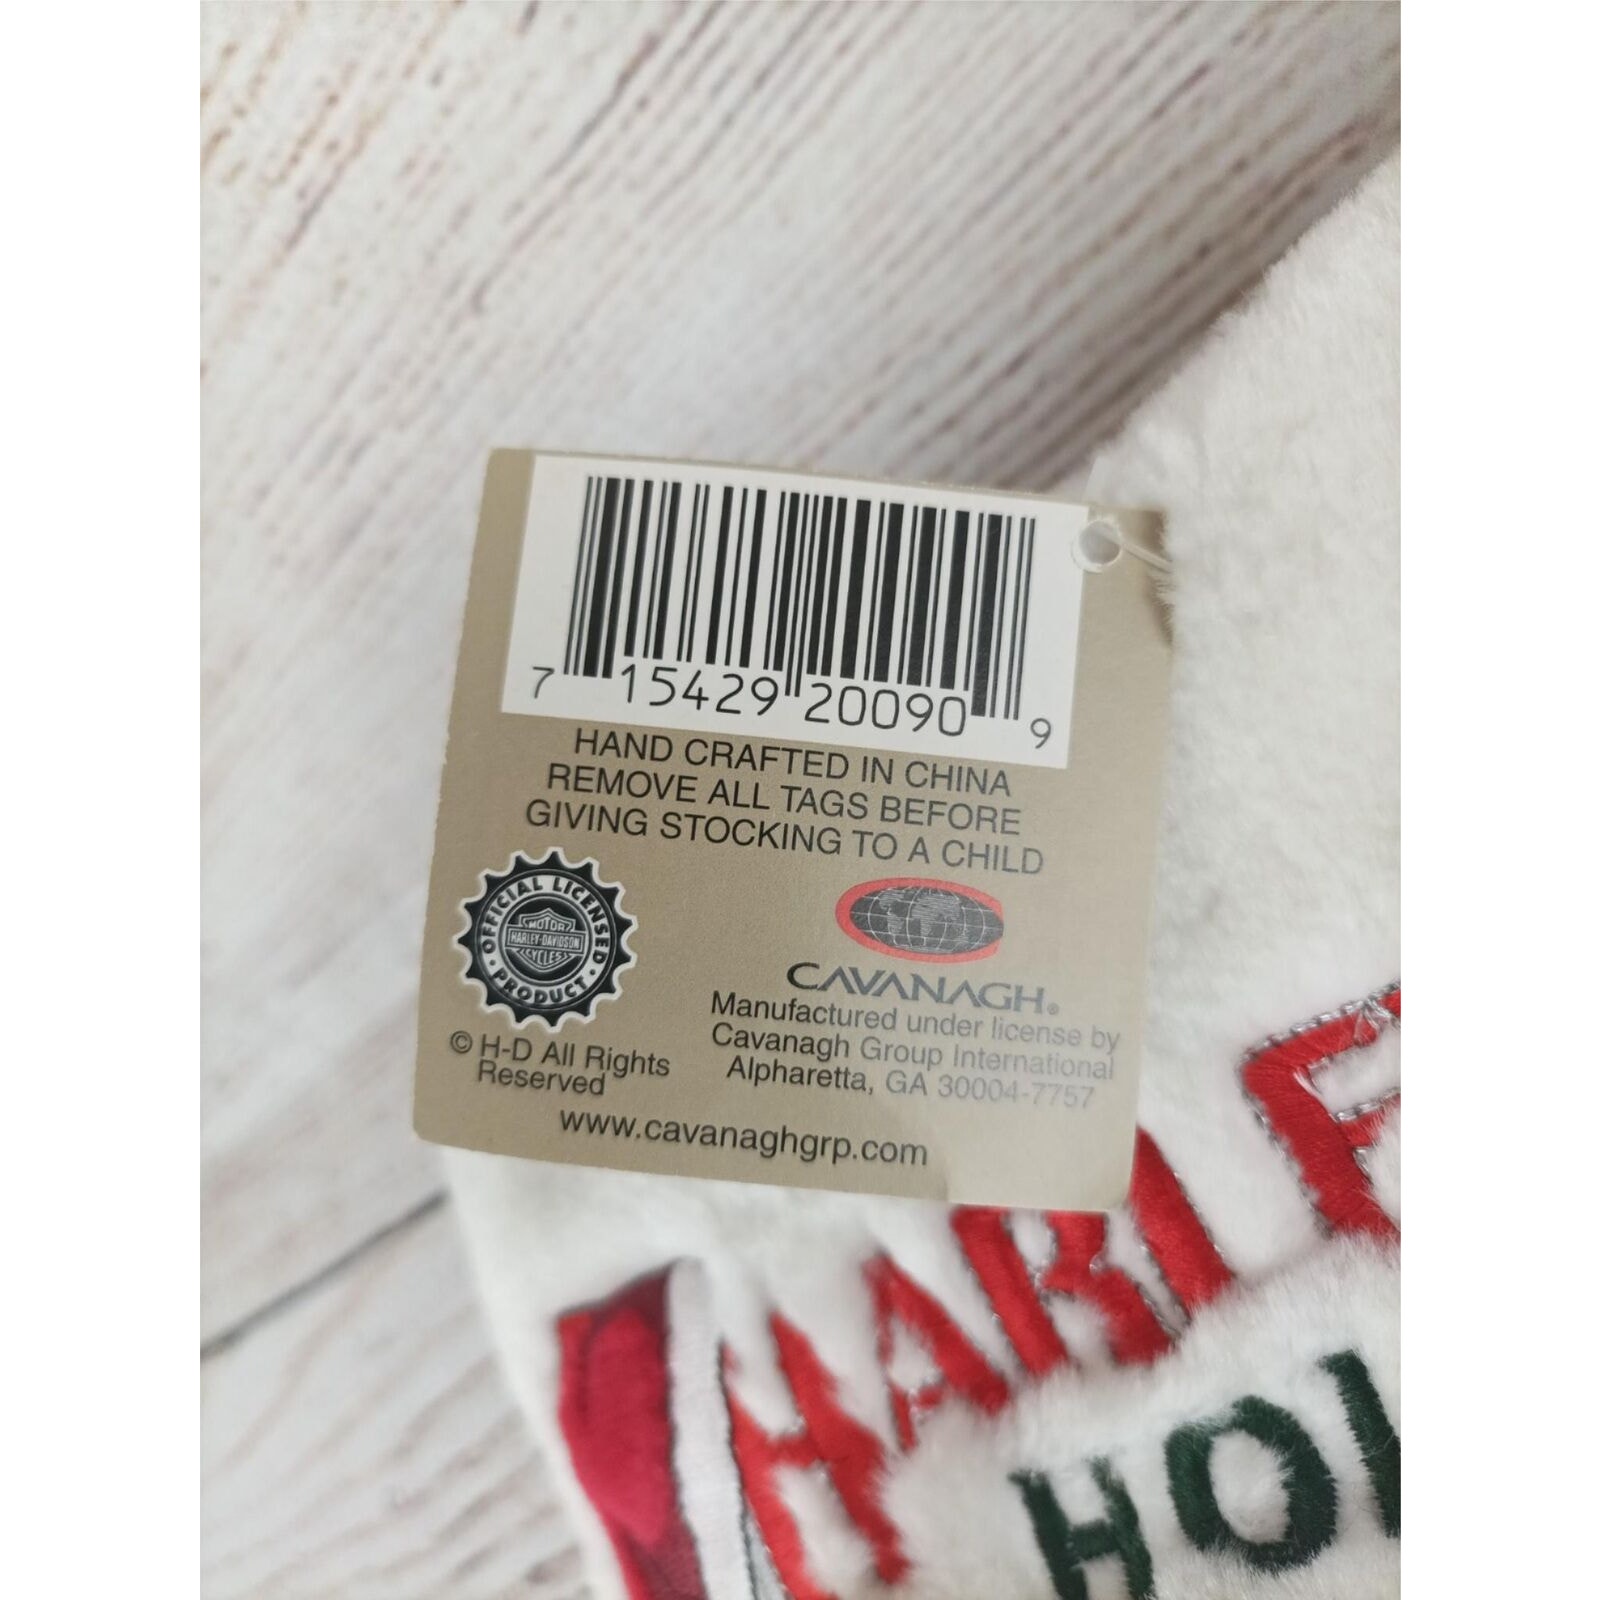 7 15429 20090 9
HAND CRAFTED IN CHINA
REMOVE ALL TAGS BEFORE
GIVING STOCKING TO A CHILD
OFFICIAL LICENSED
MOTOR
HARLEY-DAVIDSON
CYCLES
PRODUCT
© H-D All Rights
Reserved
CAVANAGH®
Manufactured under license by
Cavanagh Group International
Alpharetta, GA 30004-7757
www.cavanaghgrp.com
HARLE
HOL